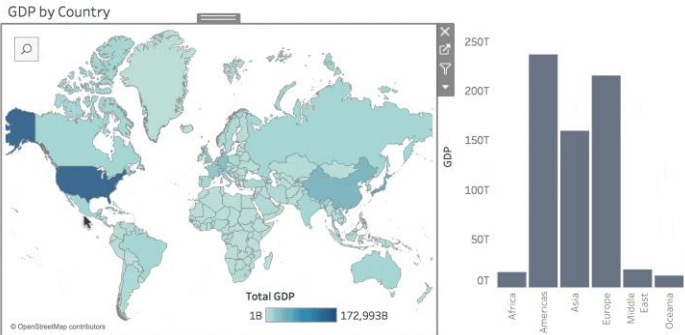 GDP by Country
© OpenStreetMap contributors
Total GDP
1B 172,993B
GDP
250T
200T
150T
100T
50T
0T
Africa
Americas
Asia
Europe
Middle
East
Oceania